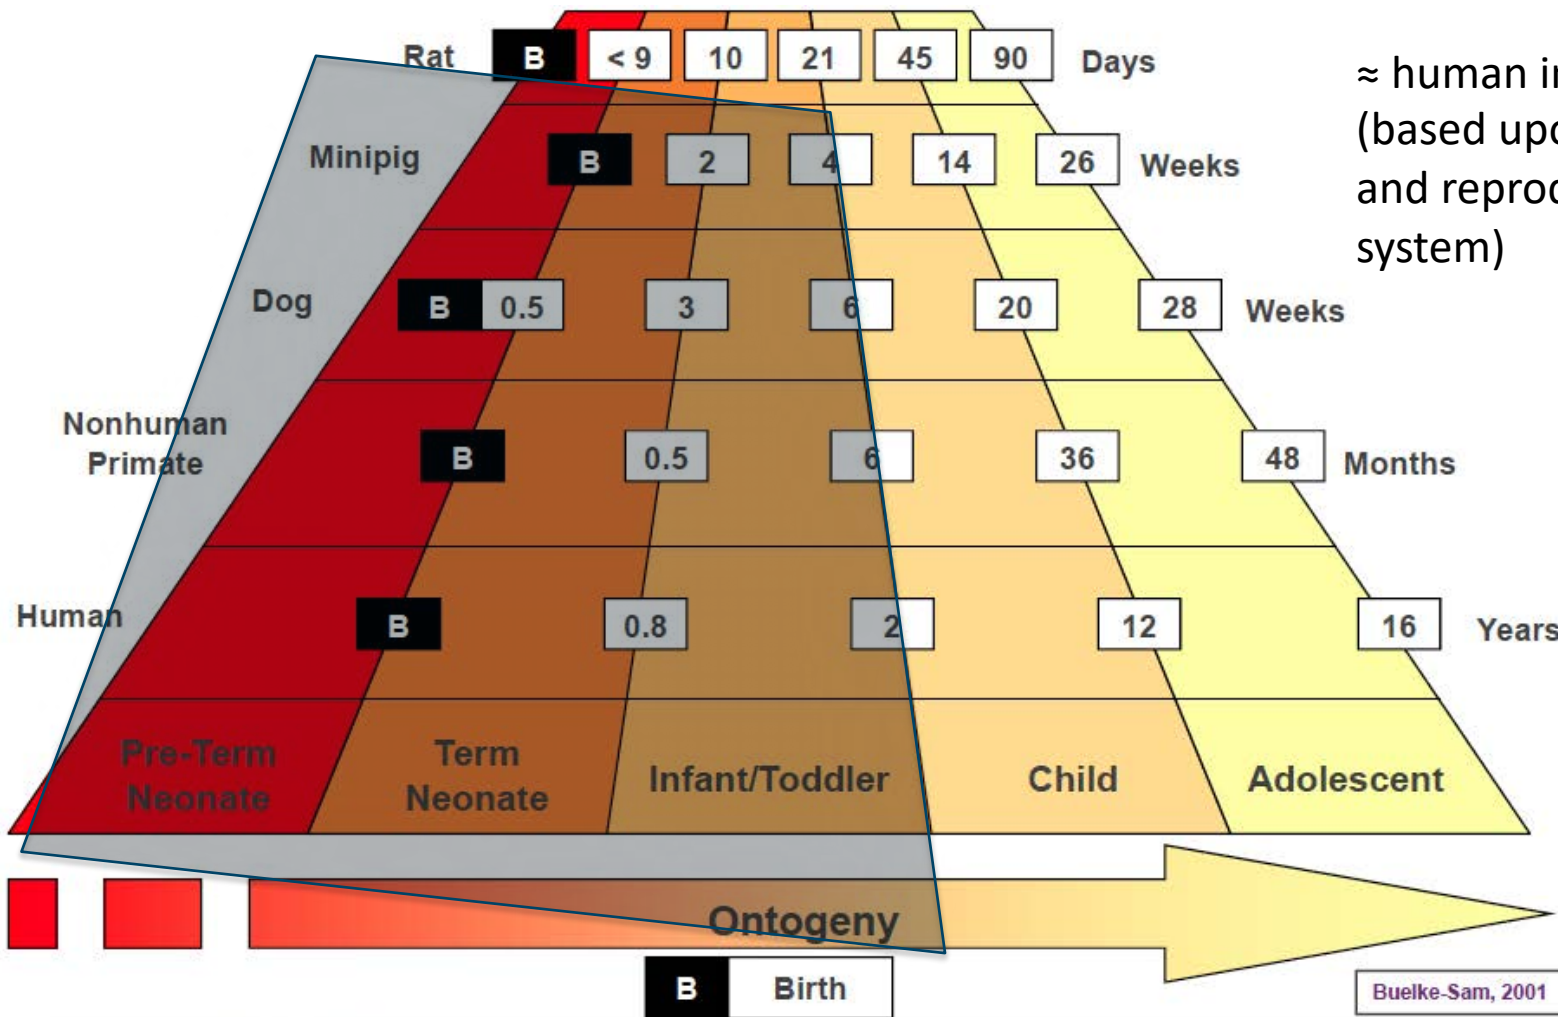 Rat B < 9 10 21 45 90 Days
≈ human
(based
and
system)
Minipig B 2 4 14 26 Weeks
Dog B 0.5 3 6 20 28 Weeks
Nonhuman
Primate B 0.5 6 36 48 Months
Human B 0.8 2 12 16 Years
Pre-Term
Neonate
Term
Neonate
Infant/Toddler
Child
Adolescent
Ontogeny
B Birth
Buelke-Sam, 2001